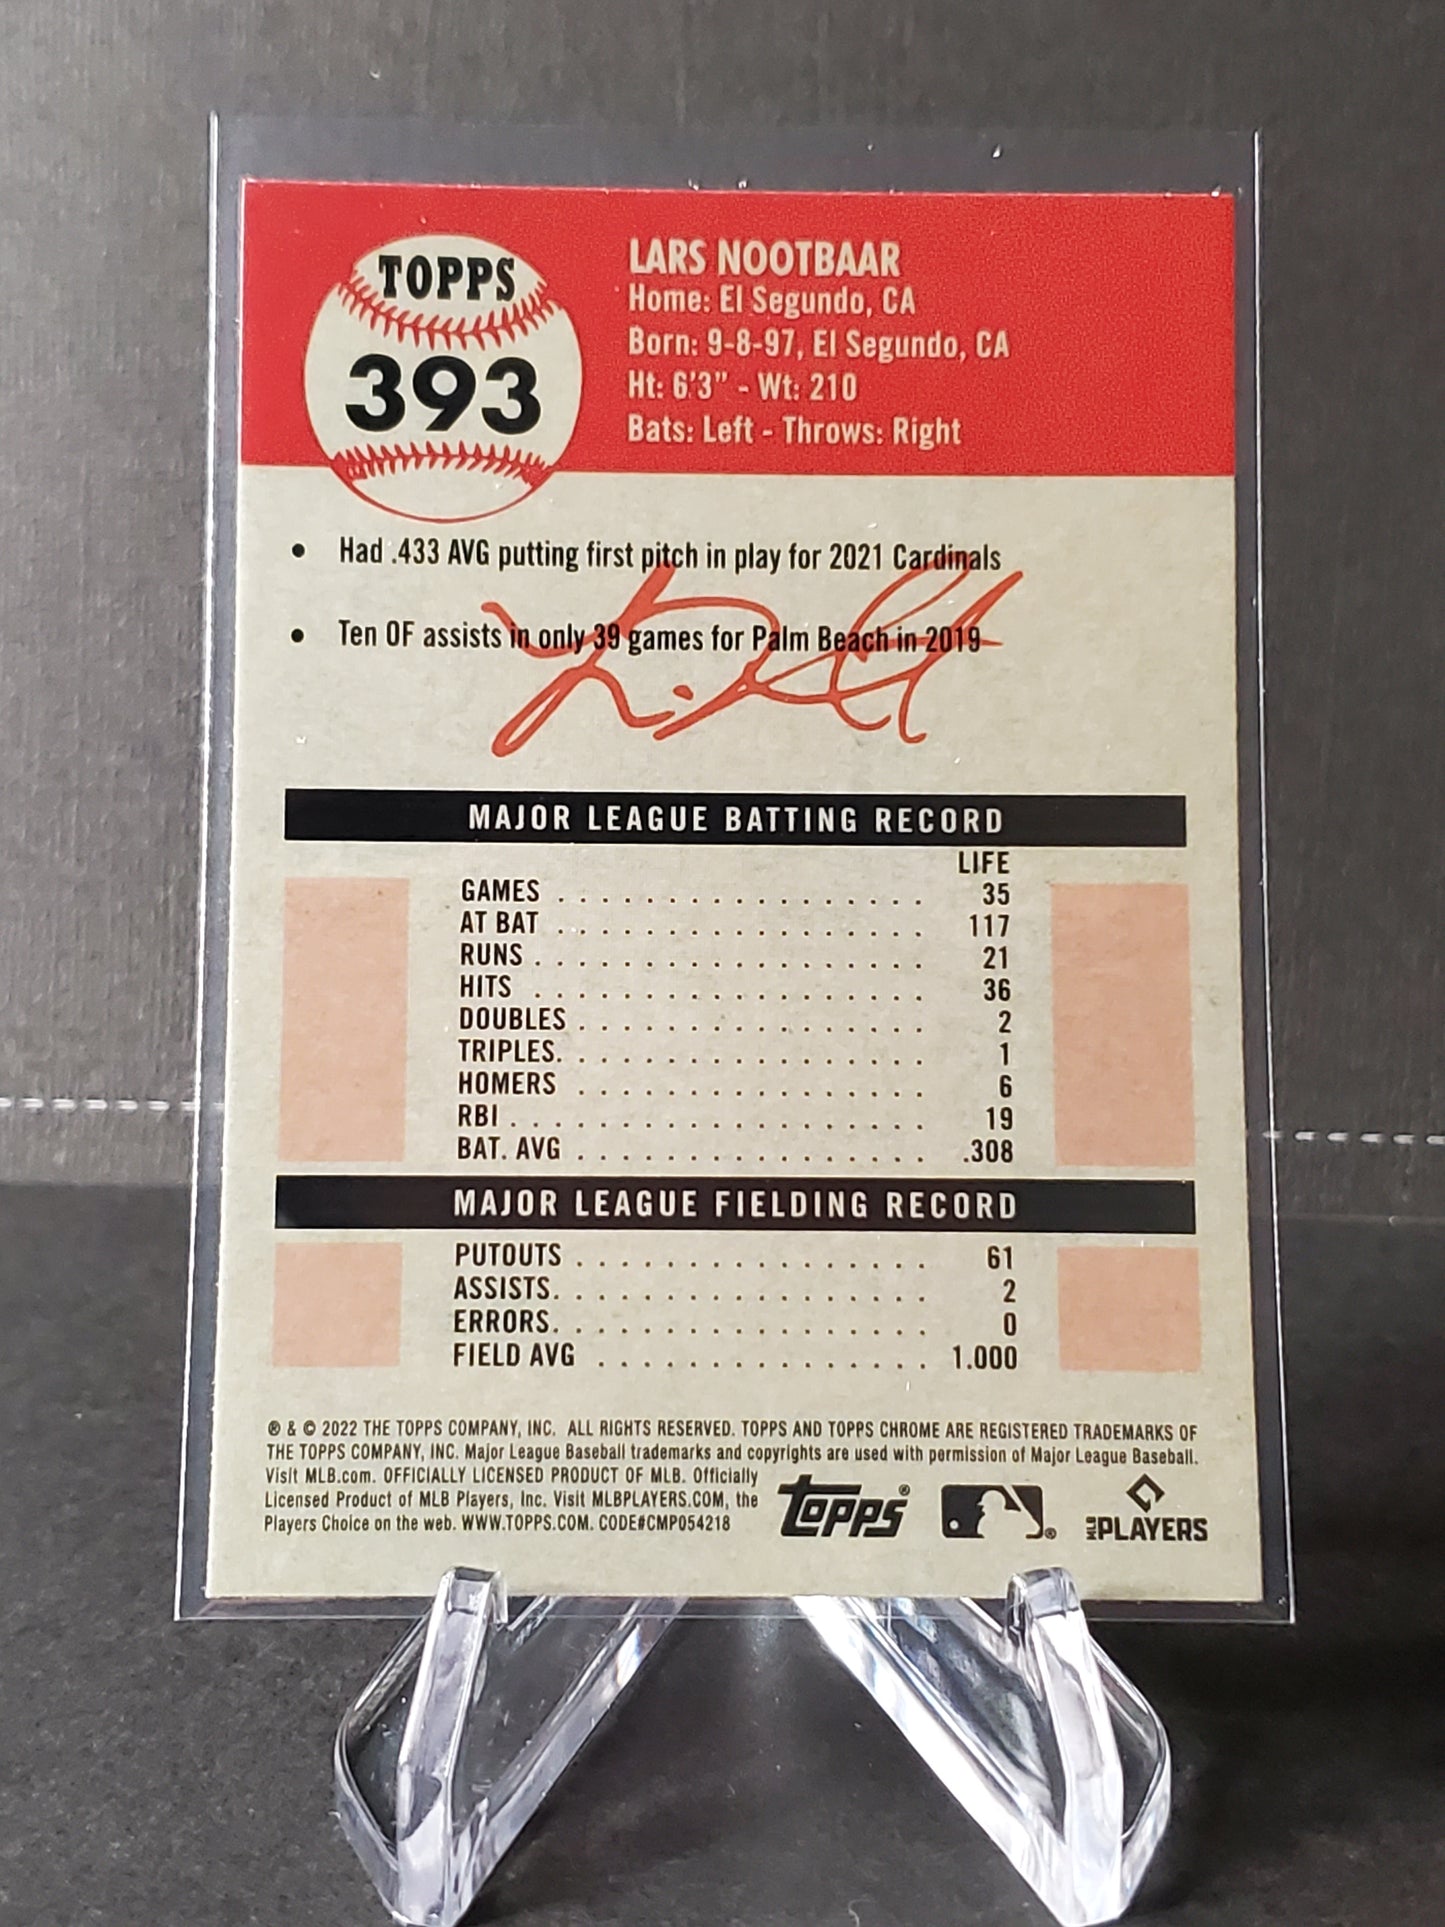 TOPPS
393
LARS NOOTBAAR
Home: El Segundo, CA
Born: 9-8-97, El Segundo, CA
Ht: 6'3" - Wt: 210
Bats: Left - Throws: Right
• Had .433 AVG putting first pitch in play for 2021 Cardinals
• Ten OF assists in only 39 games for Palm Beach in 2019
MAJOR LEAGUE BATTING RECORD
LIFE
GAMES . . . . . . . . . . . . . . . . . 35
AT BAT . . . . . . . . . . . . . . . . . 117
RUNS . . . . . . . . . . . . . . . . . . 21
HITS . . . . . . . . . . . . . . . . . . 36
DOUBLES . . . . . . . . . . . . . . . . 2
TRIPLES. . . . . . . . . . . . . . . . . 1
HOMERS . . . . . . . . . . . . . . . . 6
RBI . . . . . . . . . . . . . . . . . . . 19
BAT. AVG . . . . . . . . . . . . . . . . .308
MAJOR LEAGUE FIELDING RECORD
PUTOUTS . . . . . . . . . . . . . . . . 61
ASSISTS. . . . . . . . . . . . . . . . . 2
ERRORS. . . . . . . . . . . . . . . . . 0
FIELD AVG . . . . . . . . . . . . . . . 1.000
® & © 2022 THE TOPPS COMPANY, INC. ALL RIGHTS RESERVED. TOPPS AND TOPPS CHROME ARE REGISTERED TRADEMARKS OF
THE TOPPS COMPANY, INC. Major League Baseball trademarks and copyrights are used with permission of Major League Baseball.
Visit MLB.com. OFFICIALLY LICENSED PRODUCT OF MLB. Officially
Licensed Product of MLB Players, Inc. Visit MLBPLAYERS.COM, the
Players Choice on the web. WWW.TOPPS.COM. CODE#CMP054218
Topps®
®
MLB PLAYERS